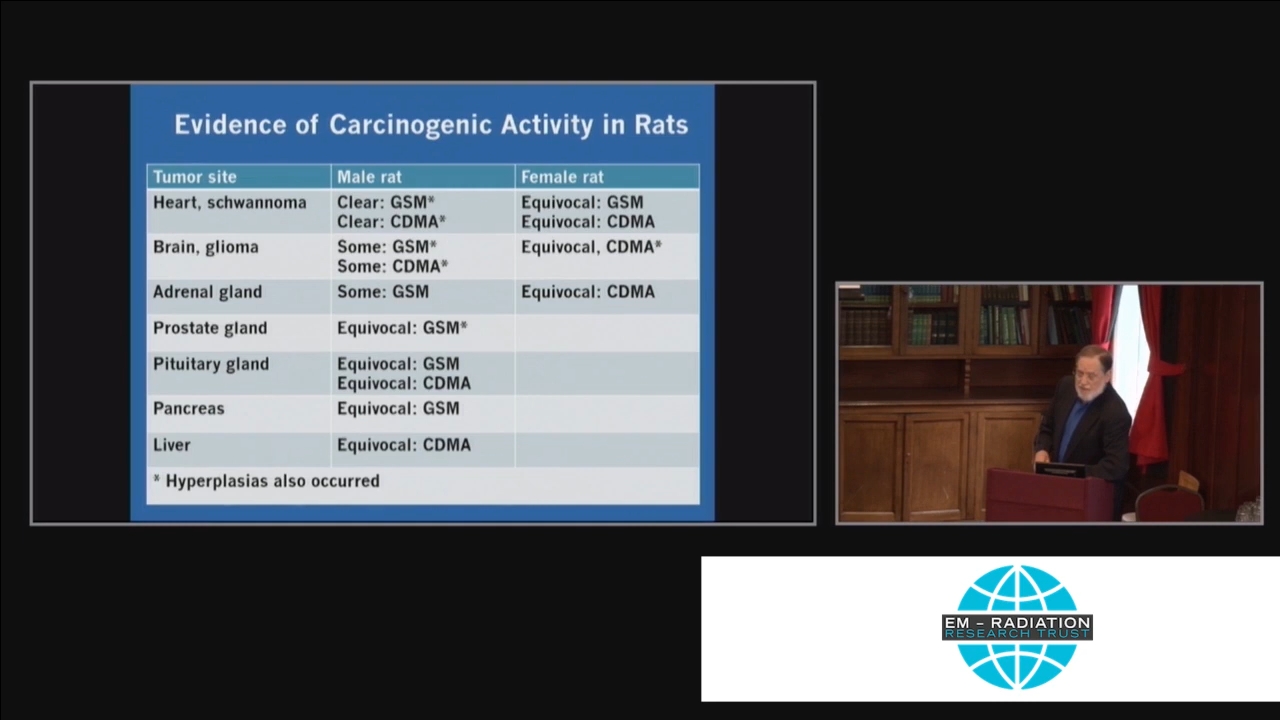 Evidence of Carcinogenic Activity in Rats
Tumor site Male rat Female rat
Heart, schwannoma Clear: GSM* Equivocal: GSM
Clear: CDMA* Equivocal: CDMA
Brain, glioma Some: GSM* Equivocal, CDMA*
Some: CDMA*
Adrenal gland Some: GSM Equivocal: CDMA
Prostate gland Equivocal: GSM*
Pituitary gland Equivocal: GSM
Equivocal: CDMA
Pancreas Equivocal: GSM
Liver Equivocal: CDMA
* Hyperplasias also occurred
EM – RADIATION
RESEARCH TRUST